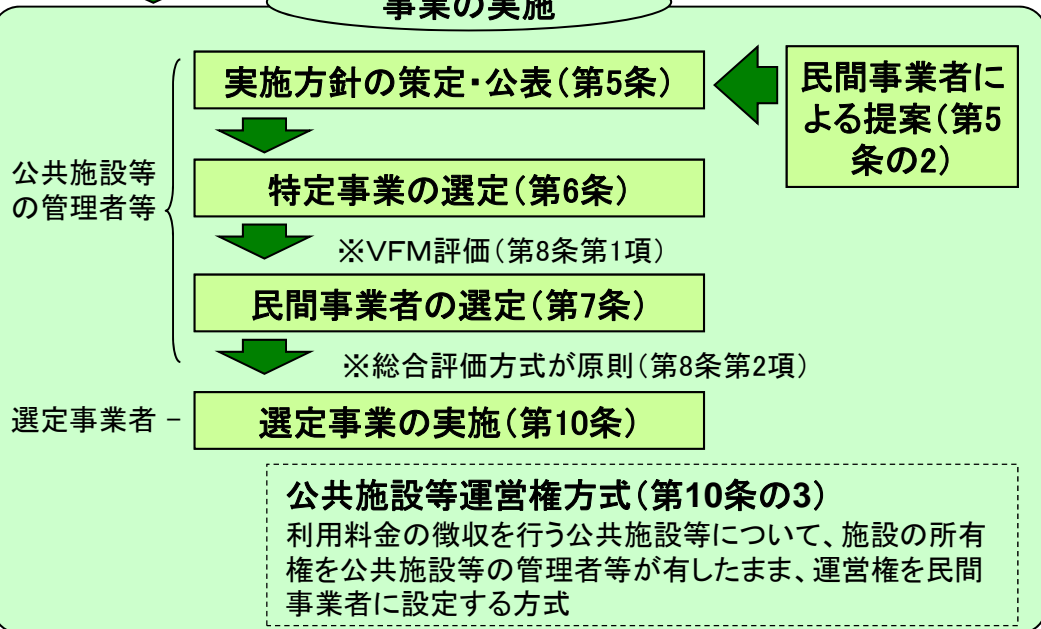 事業の実施
実施方針の策定・公表(第5条)
民間事業者に
よる提案(第5
条の2)
公共施設等
の管理者等
特定事業の選定(第6条)
※VFM評価(第8条第1項)
民間事業者の選定(第7条)
※総合評価方式が原則(第8条第2項)
選定事業者 −
選定事業の実施(第10条)
公共施設等運営権方式(第10条の3)
利用料金の徴収を行う公共施設等について、施設の所有
権を公共施設等の管理者等が有したまま、運営権を民間
事業者に設定する方式